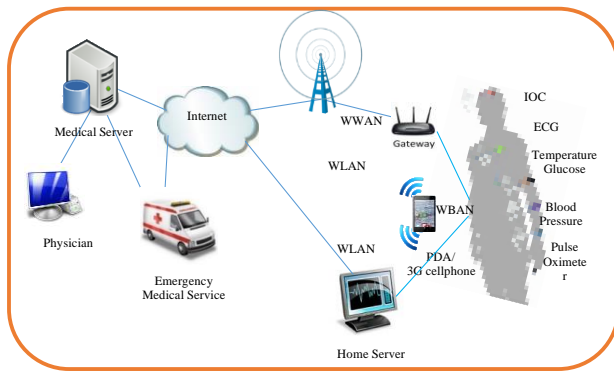 IOC
Internet
WWAN
ECG
Medical Server
Gateway
WLAN
Temperature
Glucose
WBAN
Blood
Pressure
Physician
WLAN
PDA/
3G cellphone
Pulse
Oximete
r
Emergency
Medical Service
Home Server